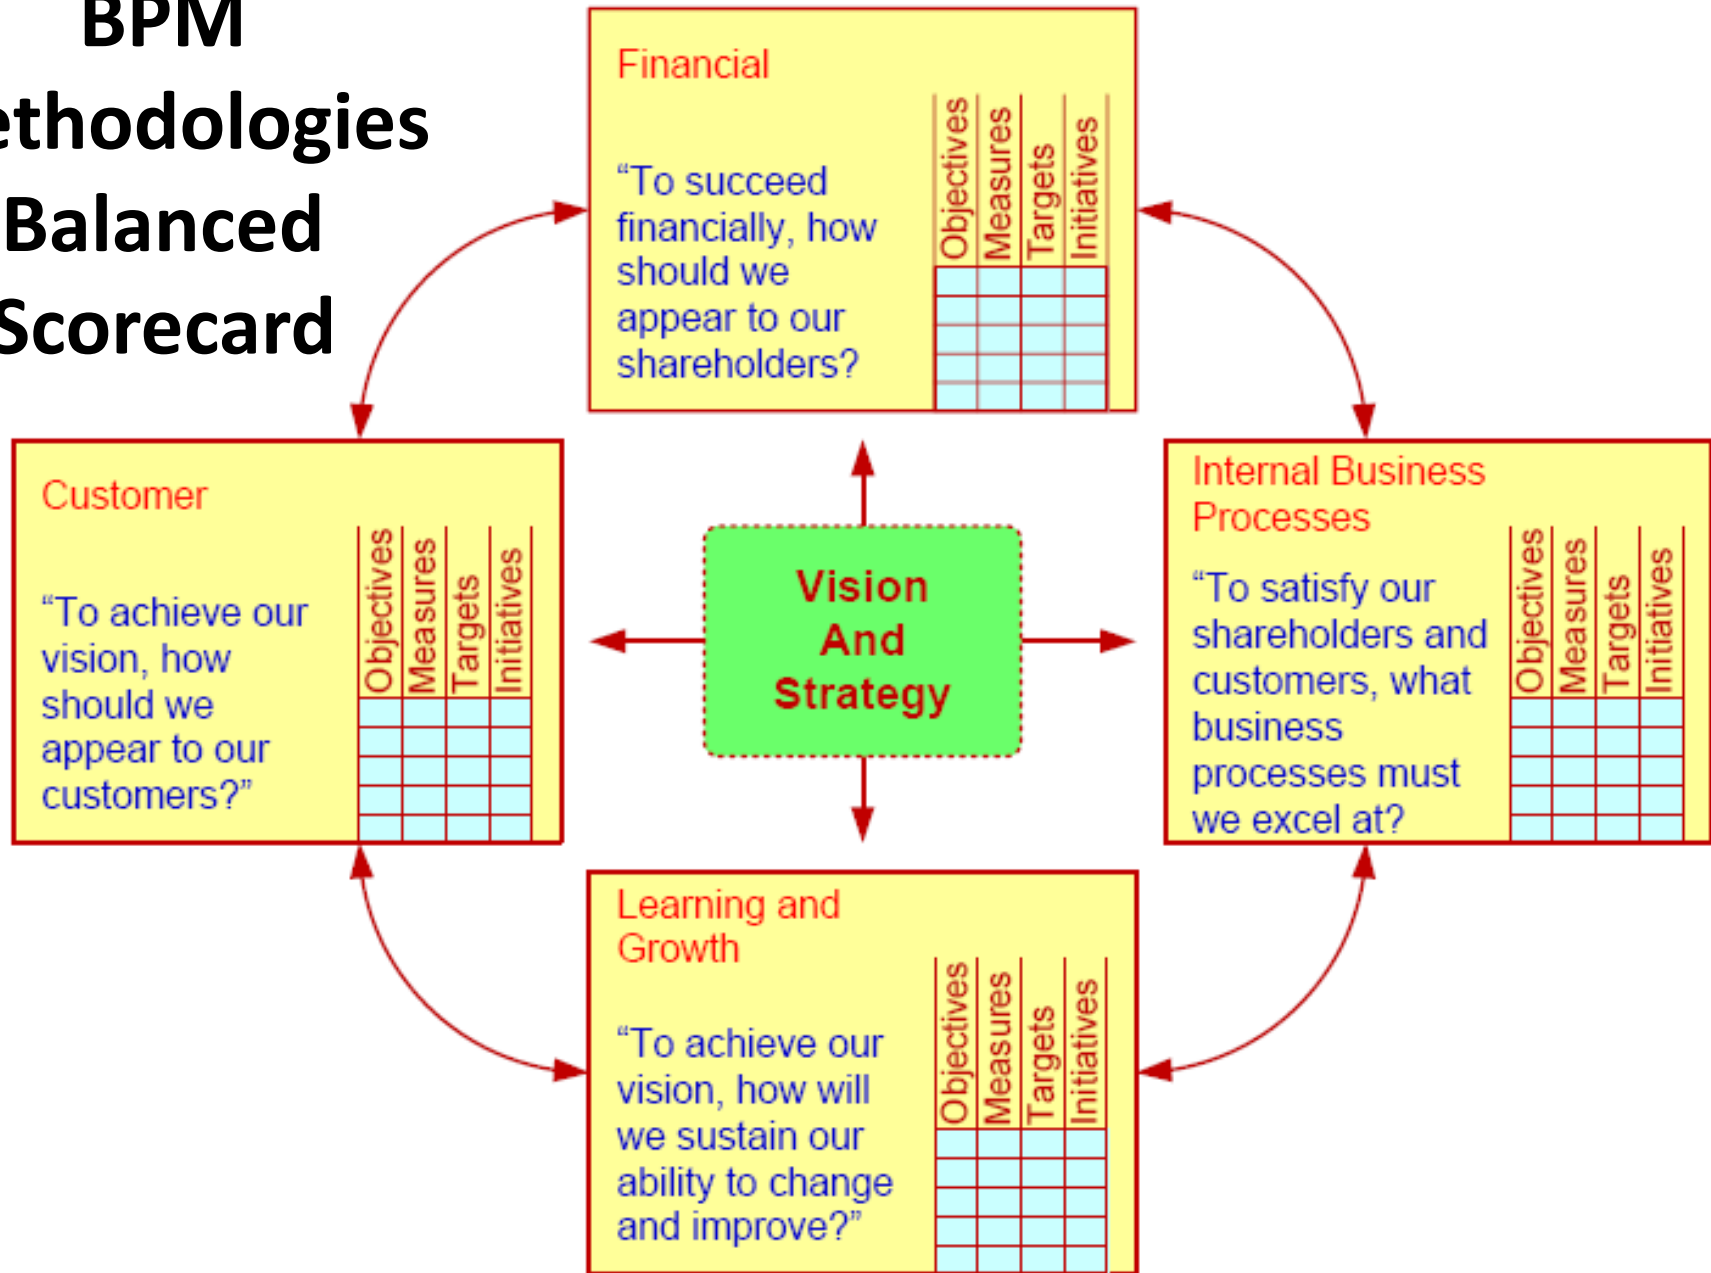 BPM
ethodologies
Balanced
Scorecard
Financial
“To succeed
financially, how
should we
appear to our
shareholders?
Objectives
Measures
Targets
Initiatives
Customer
“To achieve our
vision, how
should we
appear to our
customers?”
Objectives
Measures
Targets
Initiatives
Vision
And
Strategy
Internal Business
Processes
“To satisfy our
shareholders and
customers, what
business
processes must
we excel at?
Objectives
Measures
Targets
Initiatives
Learning and
Growth
“To achieve our
vision, how will
we sustain our
ability to change
and improve?”
Objectives
Measures
Targets
Initiatives